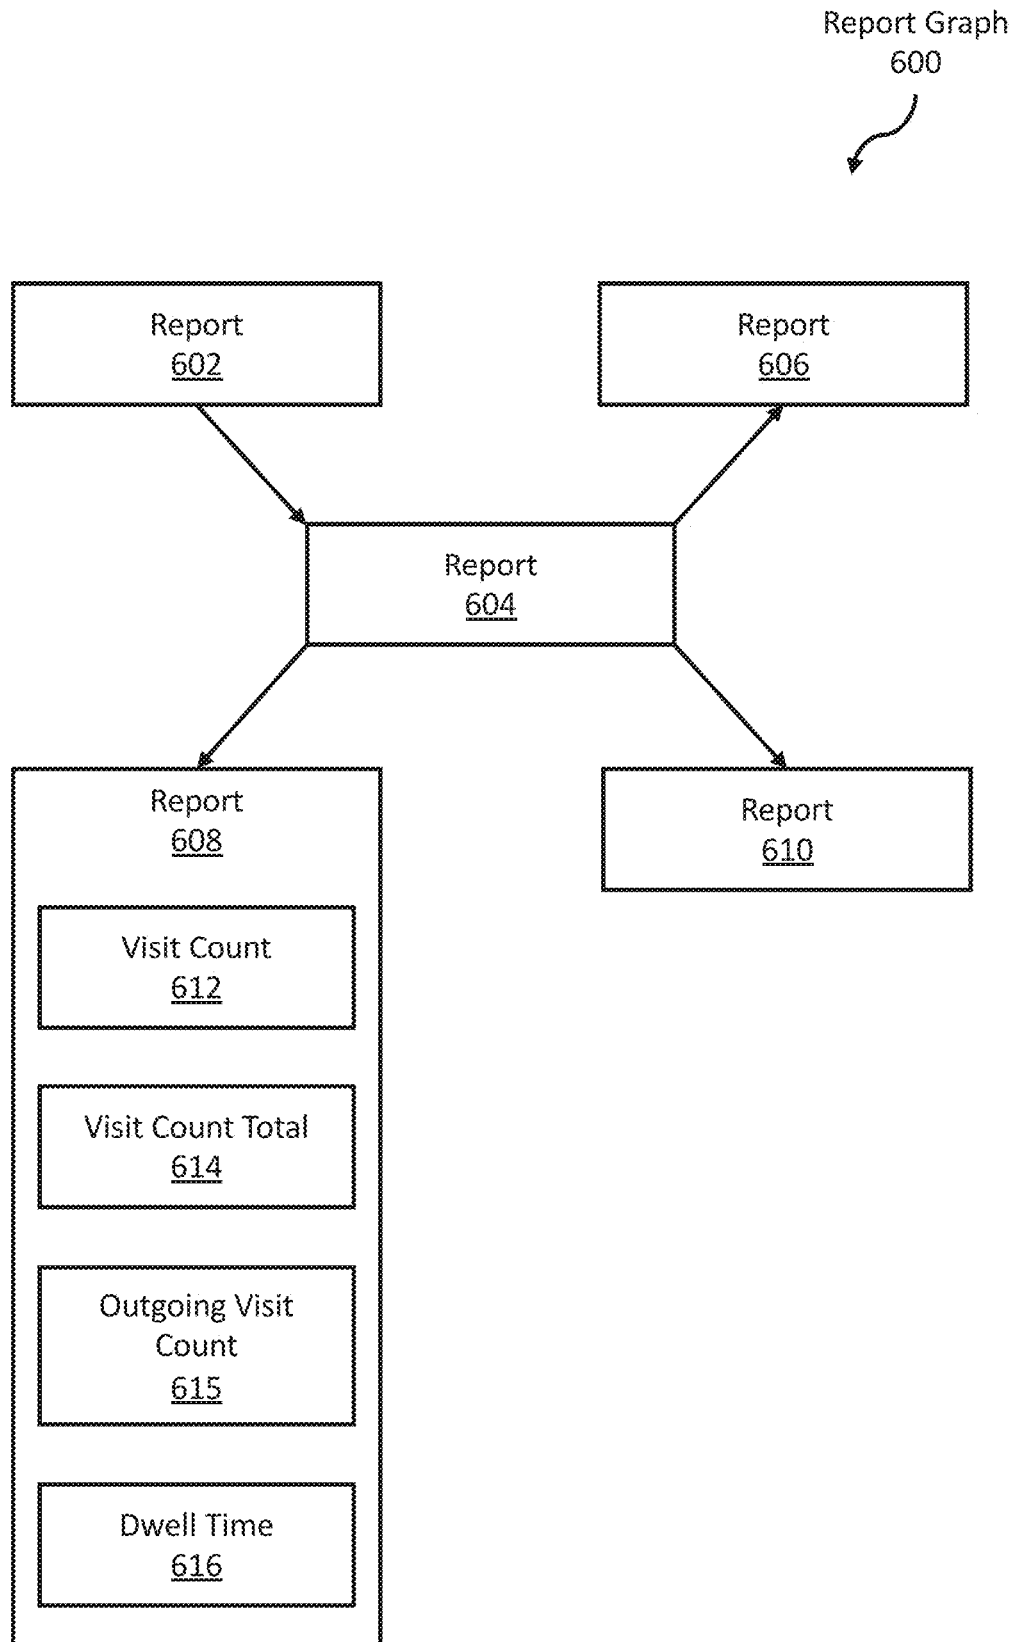 Report Graph
600
Report
602
Report
606
Report
604
Report
608
Report
610
Visit Count
612
Visit Count Total
614
Outgoing Visit
Count
615
Dwell Time
616